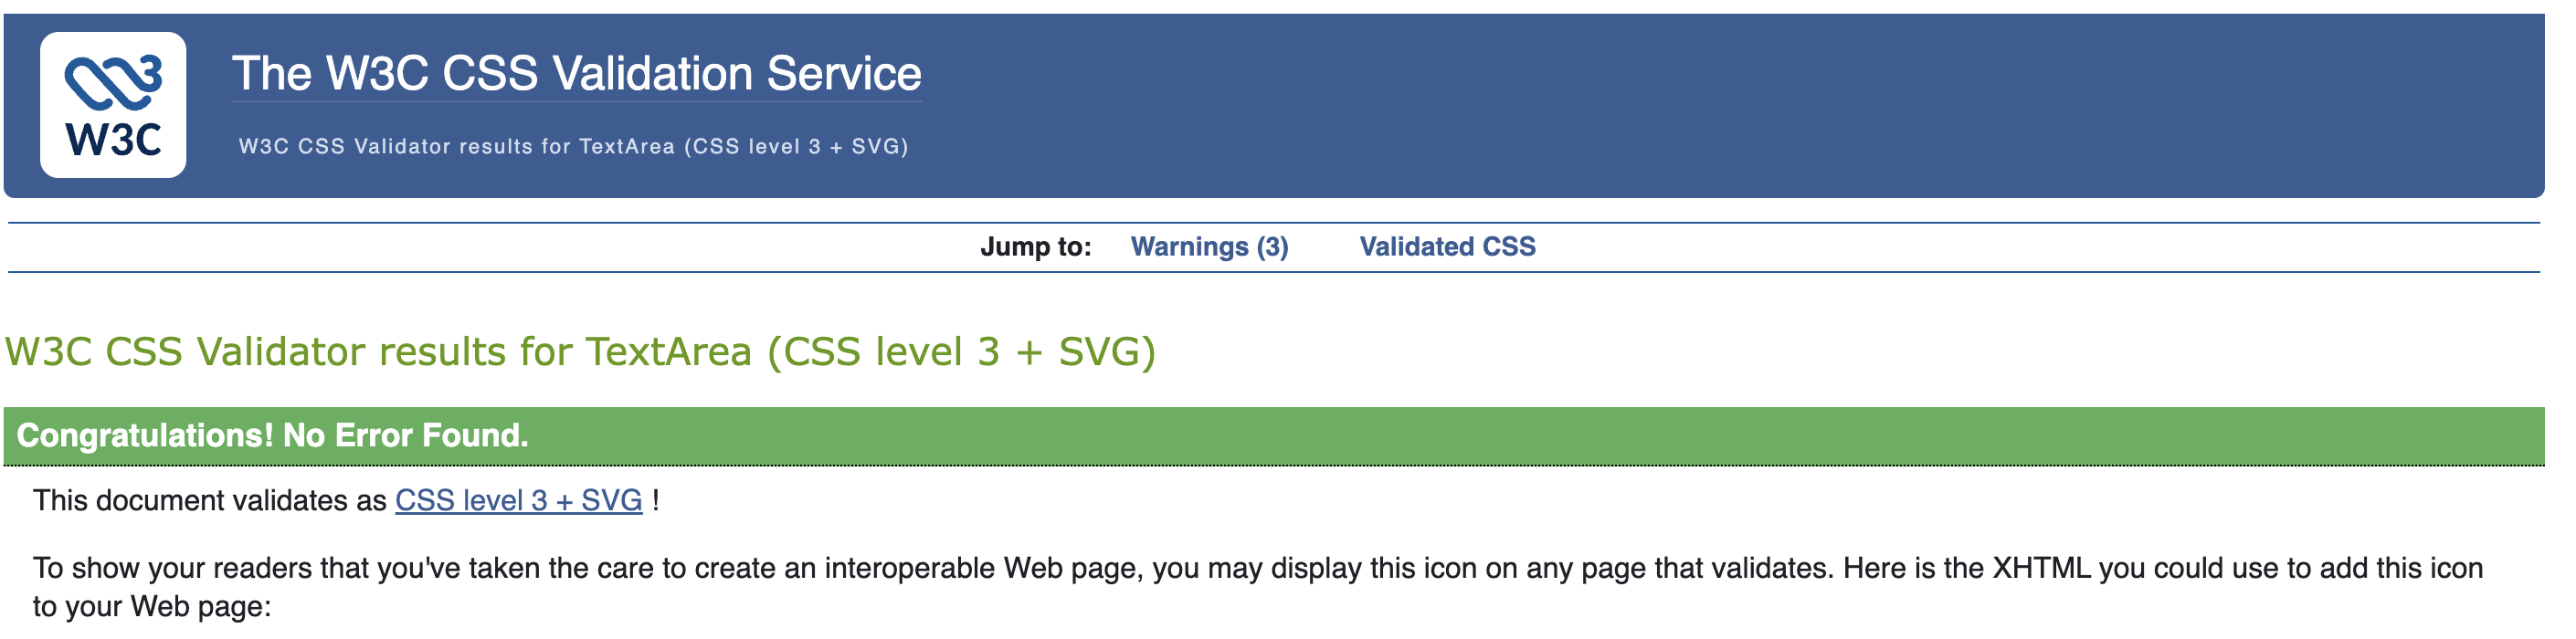 W3C
The W3C CSS Validation Service
W3C CSS Validator results for TextArea (CSS level 3 + SVG)
Jump to: Warnings (3) Validated CSS
W3C CSS Validator results for TextArea (CSS level 3 + SVG)
Congratulations! No Error Found.
This document validates as CSS level 3 + SVG !
To show your readers that you've taken the care to create an interoperable Web page, you may display this icon on any page that validates. Here is the XHTML you could use to add this icon
to your Web page: